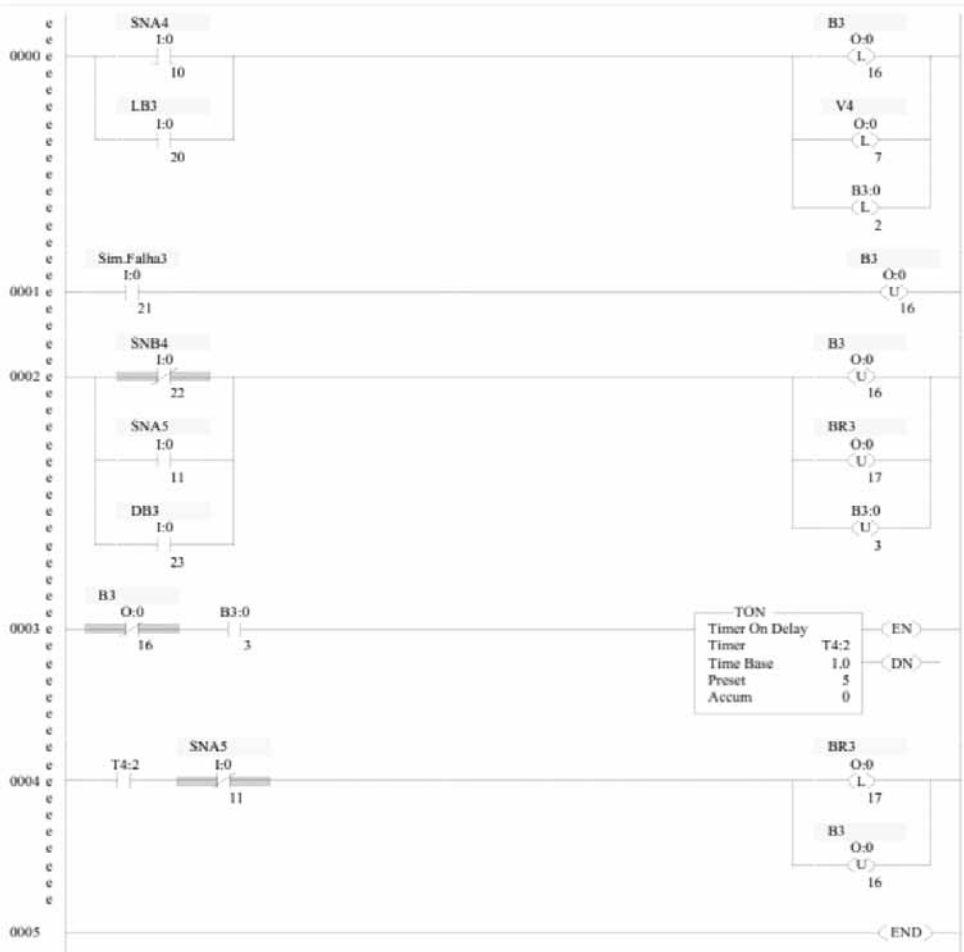 e
SNA4
B3
e
I:0
O:0
0000 e
L
e
10
16
e
e
LB3
V4
e
I:0
O:0
e
L
e
20
7
e
e
B3:0
e
L
e
2
e
e
Sim.Falha3
B3
e
I:0
O:0
0001 e
U
e
21
16
e
e
SNB4
B3
e
I:0
O:0
0002 e
U
e
22
16
e
e
SNA5
BR3
e
I:0
O:0
e
U
e
11
17
e
e
DB3
B3:0
e
I:0
U
e
3
e
23
e
e
B3
e
O:0
B3:0
TON
0003 e
Timer On Delay
EN
e
16
3
Timer T4:2
e
Time Base 1.0
DN
e
Preset 5
e
Accum 0
e
e
e
SNA5
BR3
e
T4:2
I:0
O:0
0004 e
L
e
11
17
e
e
B3
e
O:0
e
U
e
16
e
e
0005
END